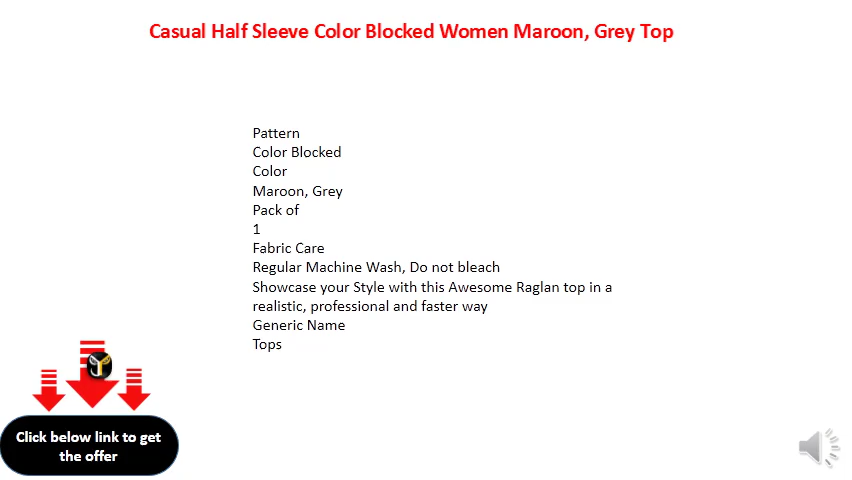 Casual Half Sleeve Color Blocked Women Maroon, Grey Top
Pattern
Color Blocked
Color
Maroon, Grey
Pack of
1
Fabric Care
Regular Machine Wash, Do not bleach
Showcase your Style with this Awesome Raglan top in a
realistic, professional and faster way
Generic Name
Tops
Click below link to get
the offer